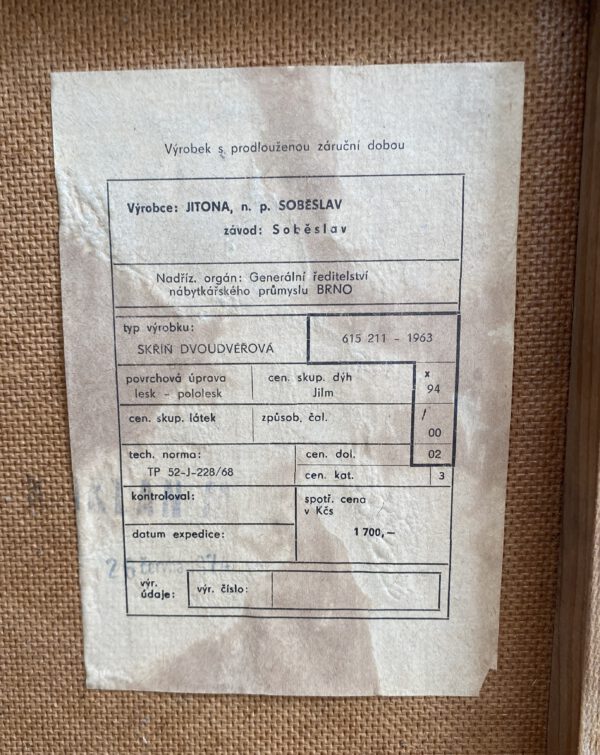 Výrobek s prodlouženou záruční dobou
Výrobce: JITONA, n. p. SOBĚSLAV
závod: Soběslav
Nadříz. orgán: Generální ředitelství
nábytkářského průmyslu BRNO
typ výrobku:
SKŘÍŇ DVOUDVÉŘOVÁ
615 211 – 1963
povrchová úprava
lesk – pololesk
cen. skup. dýh
Jilm
x
94
cen. skup. látek
způsob. čal.
/
00
tech. norma:
TP 52-J-228/68
cen. dol.
02
cen. kat.
3
kontroloval:
spotř. cena
v Kčs
1 700,—
datum expedice:
výr.
údaje:
výr. číslo: